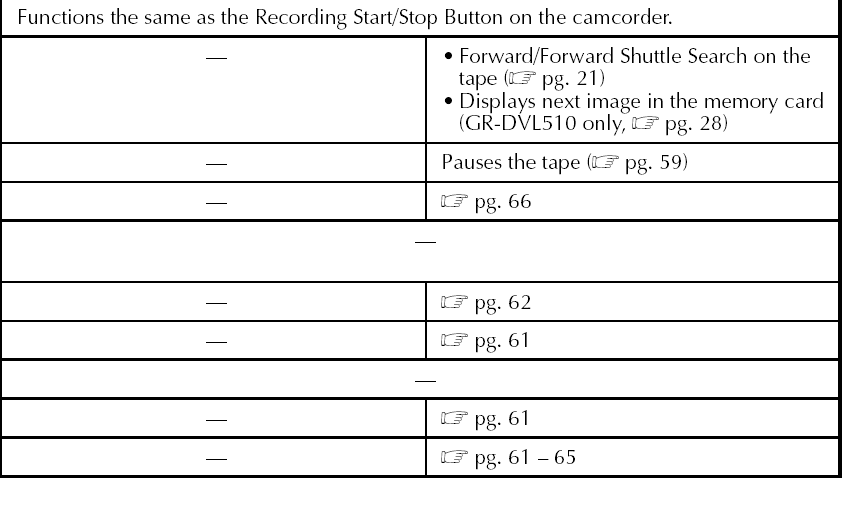 Functions the same as the Recording Start/Stop Button on the camcorder.
—
• Forward/Forward Shuttle Search on the
tape (☞ pg. 21)
• Displays next image in the memory card
(GR-DVL510 only, ☞ pg. 28)
—
Pauses the tape (☞ pg. 59)
—
☞ pg. 66
—
—
☞ pg. 62
—
☞ pg. 61
—
—
☞ pg. 61
—
☞ pg. 61 – 65